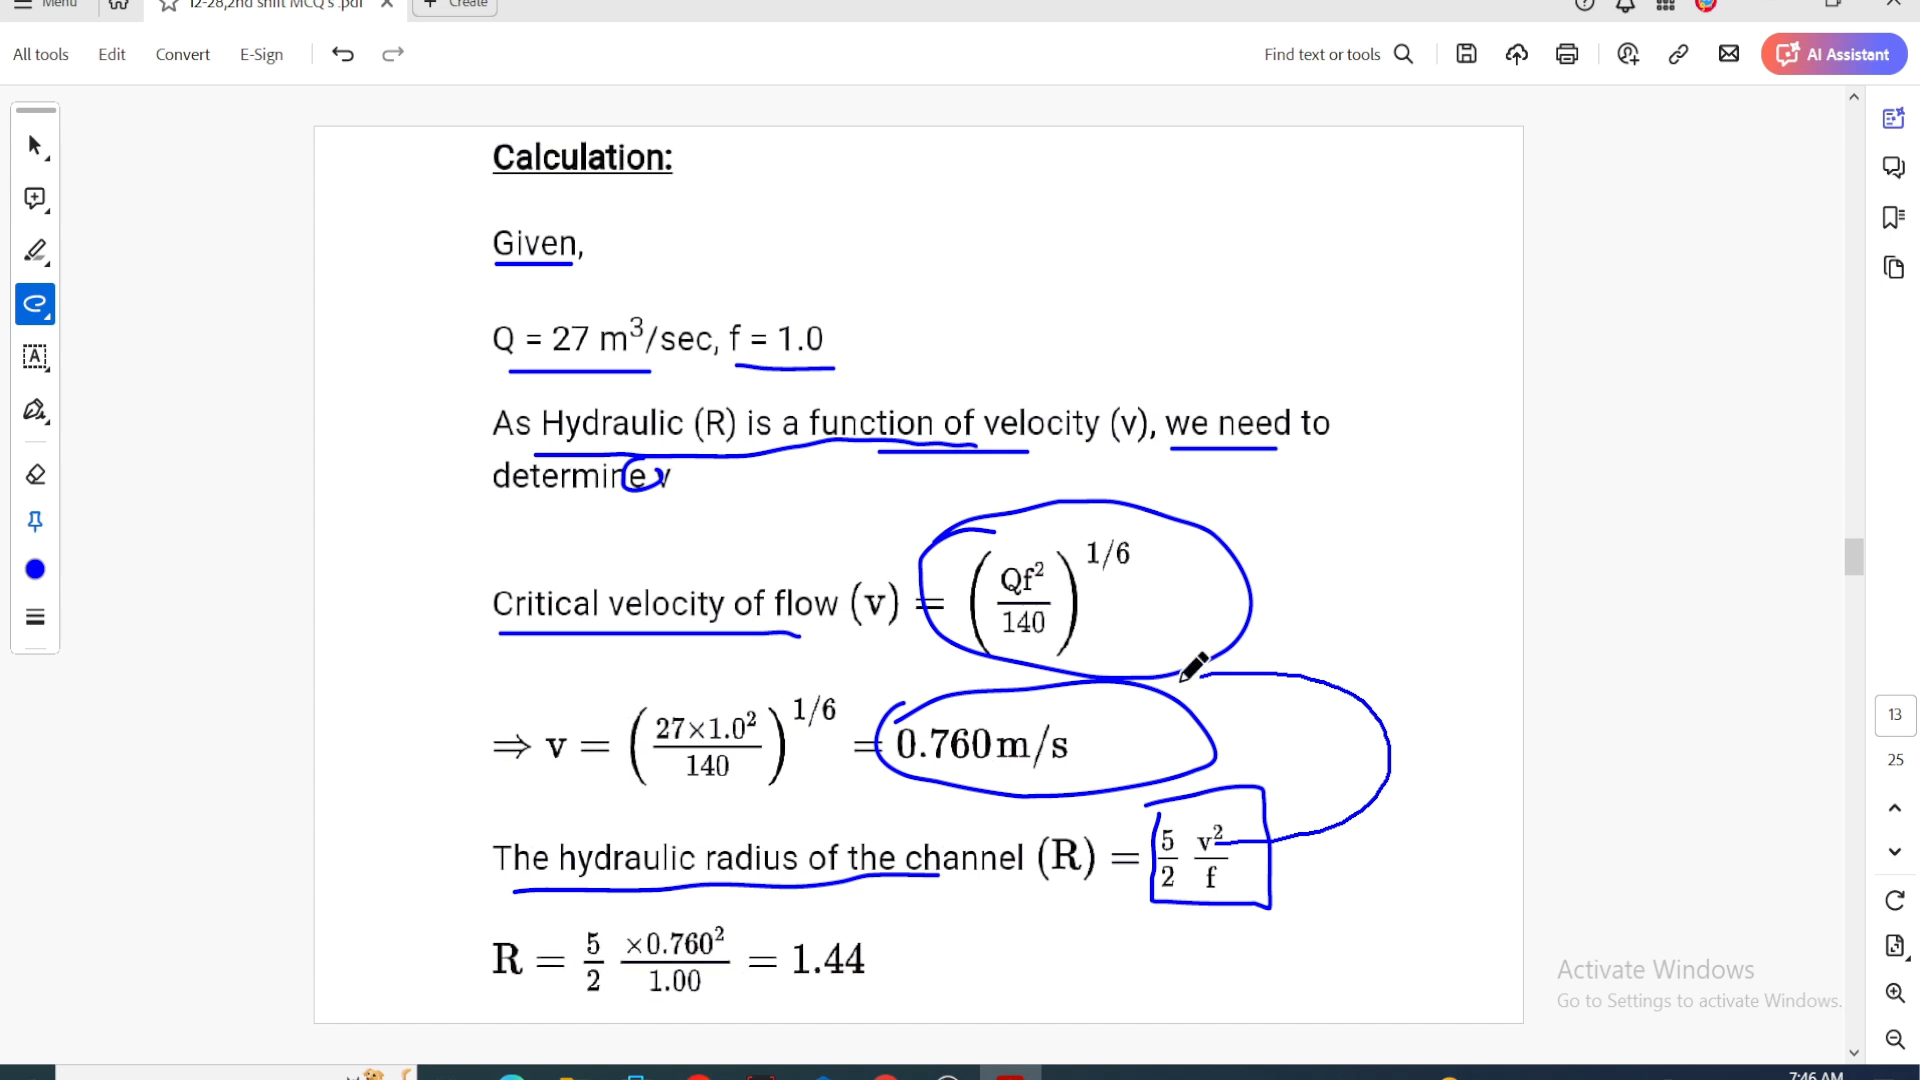 Menu
12-28,2nd shift MCQ's .pdf
Create
All tools
Edit
Convert
E-Sign
Find text or tools
AI Assistant
Calculation:
Given,
Q = 27 m³/sec, f = 1.0
As Hydraulic (R) is a function of velocity (v), we need to
determine v
Critical velocity of flow (v) = (Qf²/140)^1/6
⇒ v = (27×1.0²/140)^1/6 = 0.760 m/s
The hydraulic radius of the channel (R) = 5/2 v²/f
R = 5/2 ×0.760²/1.00 = 1.44
13
25
Activate Windows
Go to Settings to activate Windows.
7:46 AM